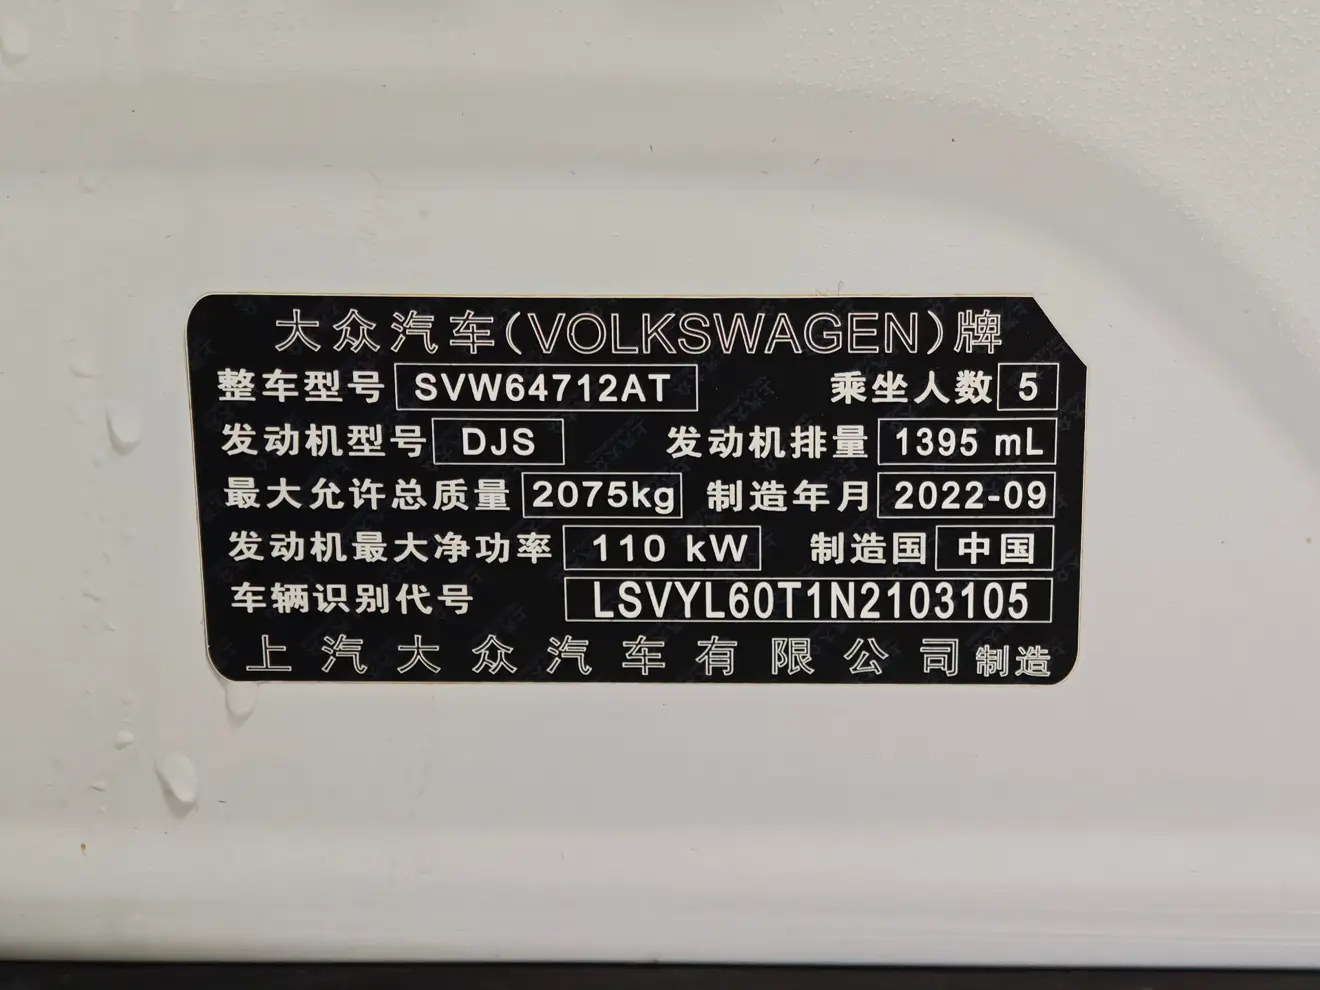 大众汽车(VOLKSWAGEN)牌
整车型号 SVW64712AT 乘坐人数 5
发动机型号 DJS 发动机排量 1395 mL
最大允许总质量 2075kg 制造年月 2022-09
发动机最大净功率 110 kW 制造国 中国
车辆识别代号 LSVYL60T1N2103105
上汽大众汽车有限公司制造